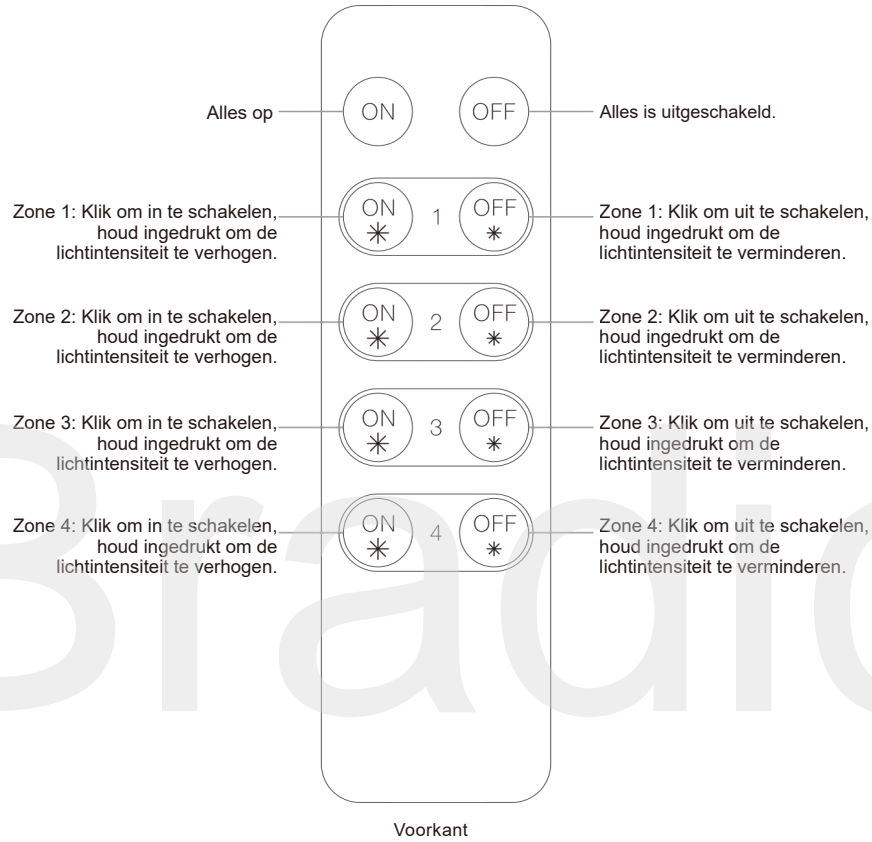 Alles op
ON
OFF
Alles is uitgeschakeld.
Zone 1: Klik om in te schakelen,
houd ingedrukt om de
lichtintensiteit te verhogen.
ON
1
OFF
Zone 1: Klik om uit te schakelen,
houd ingedrukt om de
lichtintensiteit te verminderen.
Zone 2: Klik om in te schakelen,
houd ingedrukt om de
lichtintensiteit te verhogen.
ON
2
OFF
Zone 2: Klik om uit te schakelen,
houd ingedrukt om de
lichtintensiteit te verminderen.
Zone 3: Klik om in te schakelen,
houd ingedrukt om de
lichtintensiteit te verhogen.
ON
3
OFF
Zone 3: Klik om uit te schakelen,
houd ingedrukt om de
lichtintensiteit te verminderen.
Zone 4: Klik om in te schakelen,
houd ingedrukt om de
lichtintensiteit te verhogen.
ON
4
OFF
Zone 4: Klik om uit te schakelen,
houd ingedrukt om de
lichtintensiteit te verminderen.
Voorkant